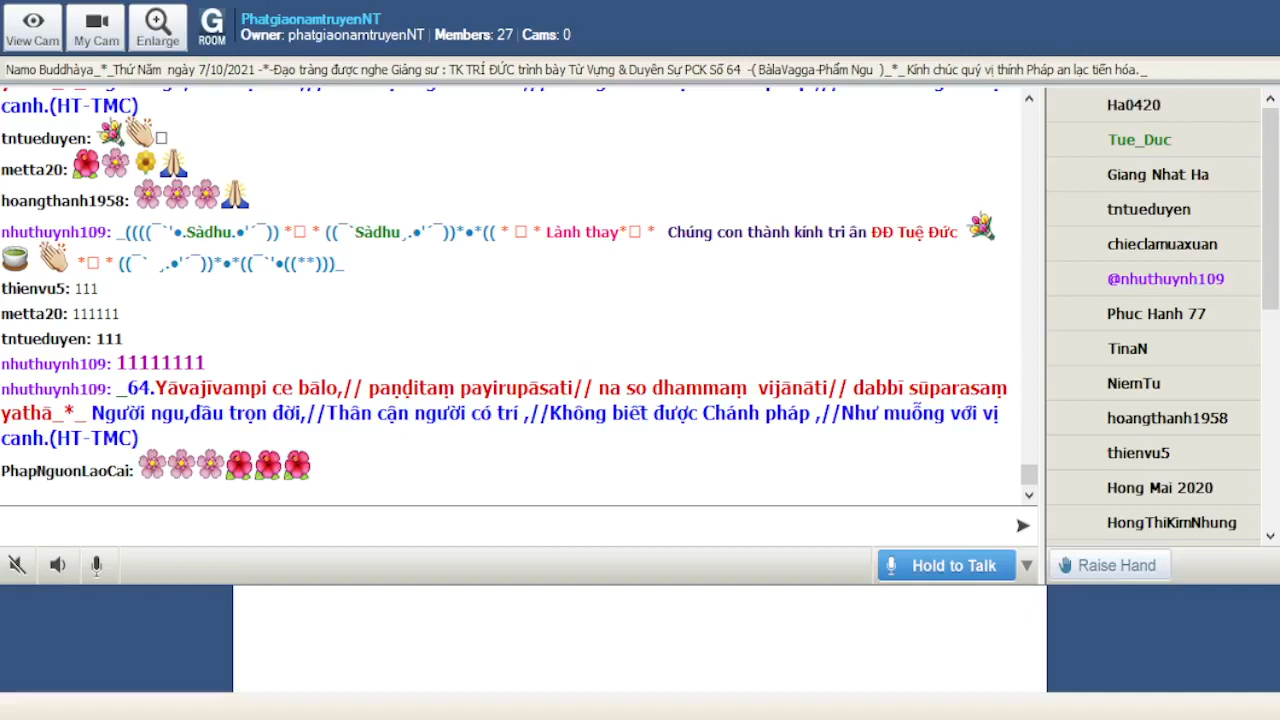 View Cam
My Cam
Enlarge
G
ROOM
PhatgiaonamtruyenNT
Owner: phatgiaonamtruyenNT | Members: 27 | Cams: 0
Namo Buddhàya_*_Thứ Năm ngày 7/10/2021 -*-Đạo tràng được nghe Giảng sư : TK TRÍ ĐỨC trình bày Từ Vựng & Duyên Sự PCK Số 64 -( BàlaVagga-Phẩm Ngu )_*_ Kính chúc quý vị thính Pháp an lạc tiến hóa._
canh.(HT-TMC)
tntueduyen:
metta20:
hoangthanh1958:
nhuthuynh109: _((((¯`'●.Sàdhu.●'´¯)) *□ * ((¯`Sàdhu¸.●'´¯))*●*(( * □ * Lành thay*□ * Chúng con thành kính tri ân ĐĐ Tuệ Đức
*□ * ((¯` ¸.●'´¯))*●*((¯`'●((**)))_
thienvu5: 111
metta20: 111111
tntueduyen: 111
nhuthuynh109: 11111111
nhuthuynh109: _64.Yāvajīvampi ce bālo,// paṇḍitaṃ payirupāsati// na so dhammaṃ vijānāti// dabbī sūparasaṃ
yathā_*_ Người ngu,dầu trọn đời,//Thân cận người có trí ,//Không biết được Chánh pháp ,//Như muỗng với vị
canh.(HT-TMC)
PhapNguonLaoCai:
Hold to Talk
Ha0420
Tue_Duc
Giang Nhat Ha
tntueduyen
chieclamuaxuan
@nhuthuynh109
Phuc Hanh 77
TinaN
NiemTu
hoangthanh1958
thienvu5
Hong Mai 2020
HongThiKimNhung
Raise Hand